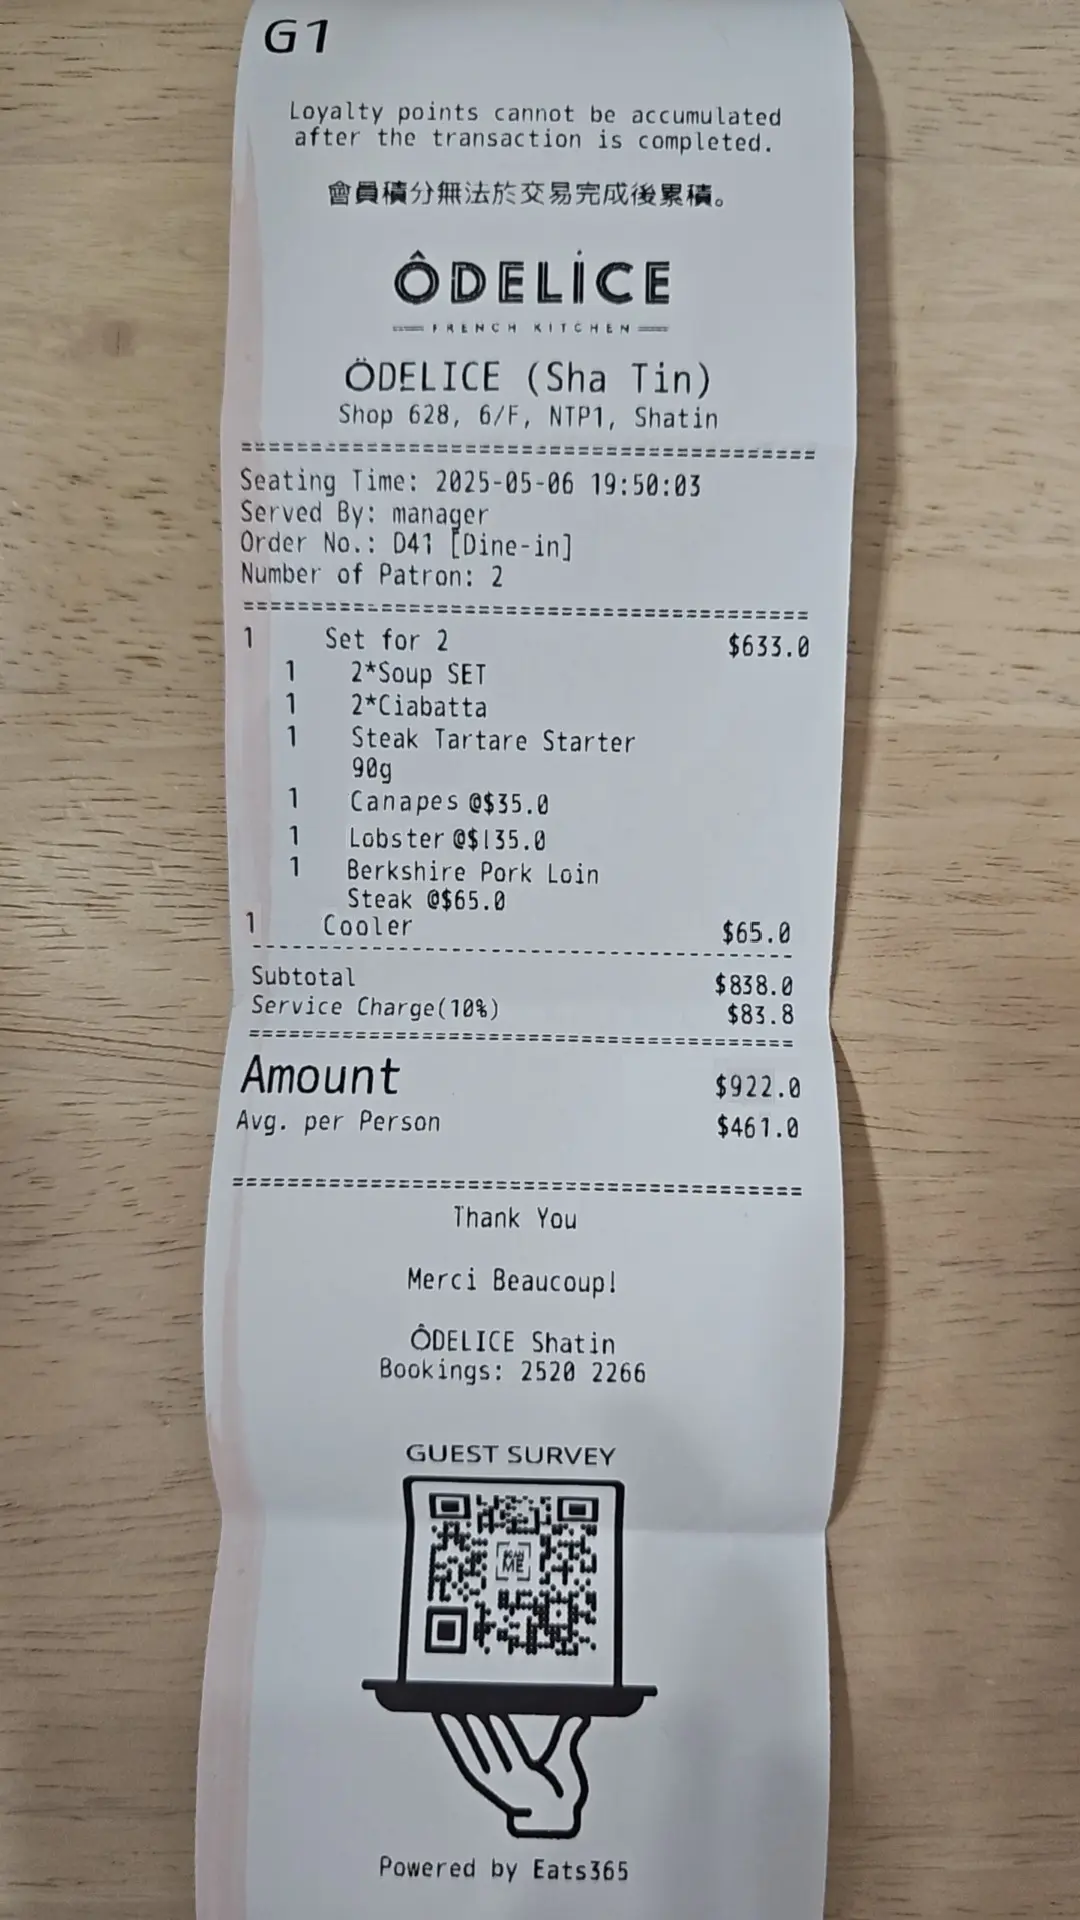 G1
Loyalty points cannot be accumulated
after the transaction is completed.
會員積分無法於交易完成後累積。
ÔDELİCE
FRENCH KITCHEN
ÖDELICE (Sha Tin)
Shop 628, 6/F, NTP1, Shatin
=========================================
Seating Time: 2025-05-06 19:50:03
Served By: manager
Order No.: D41 [Dine-in]
Number of Patron: 2
=========================================
1 Set for 2 $633.0
1 2*Soup SET
1 2*Ciabatta
1 Steak Tartare Starter
90g
1 Canapes @$35.0
1 Lobster @$135.0
1 Berkshire Pork Loin
Steak @$65.0
1 Cooler $65.0
-----------------------------------------
Subtotal $838.0
Service Charge(10%) $83.8
=========================================
Amount $922.0
Avg. per Person $461.0
=========================================
Thank You
Merci Beaucoup!
ÔDELICE Shatin
Bookings: 2520 2266
GUEST SURVEY
SCAN
ME
Powered by Eats365